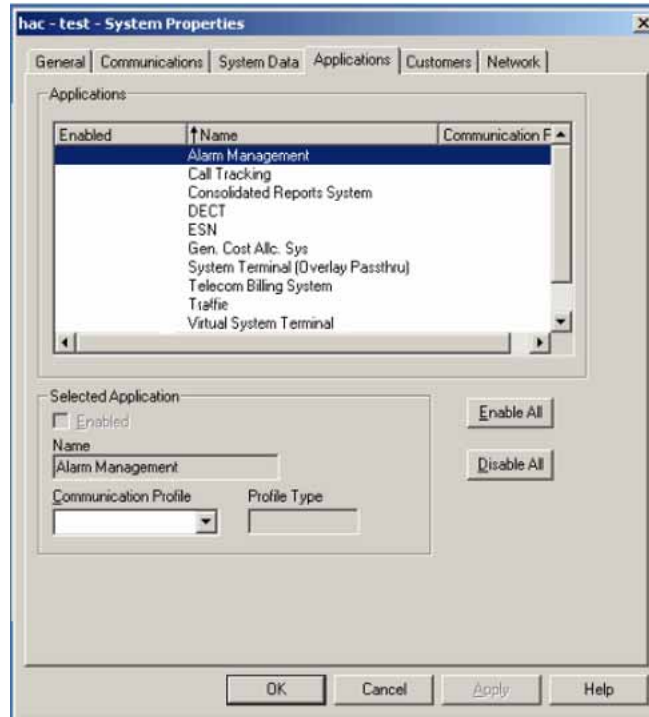 hac - test - System Properties
General Communications System Data Applications Customers Network
Applications
Enabled Name Communication F
Alarm Management
Call Tracking
Consolidated Reports System
DECT
ESN
Gen. Cost Allc. Sys
System Terminal (Overlay Passthru)
Telecom Billing System
Traffic
Virtual System Terminal
Selected Application
Enabled
Enable All
Name
Alarm Management
Disable All
Communication Profile Profile Type
OK Cancel Apply Help